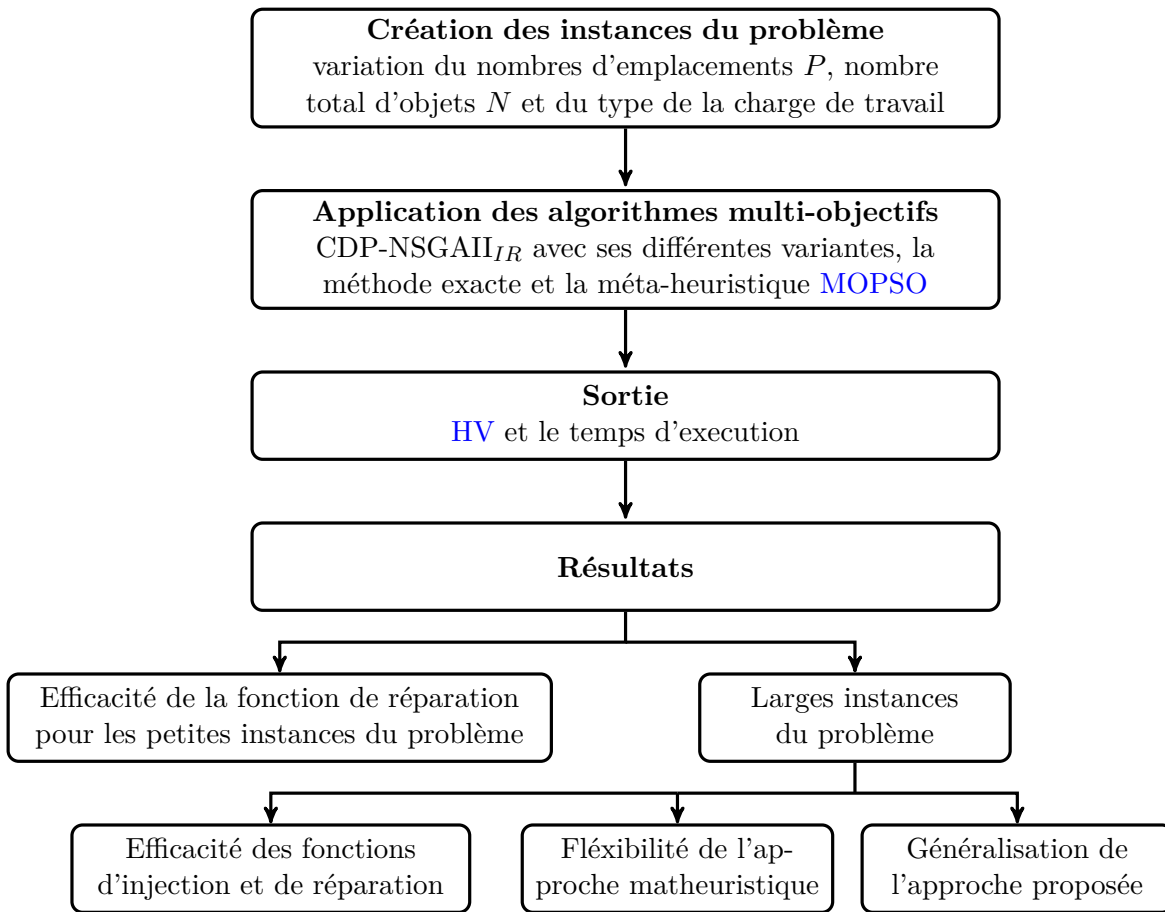 Création des instances du problème
variation du nombres d'emplacements P, nombre
total d'objets N et du type de la charge de travail
Application des algorithmes multi-objectifs
CDP-NSGAII_{IR} avec ses différentes variantes, la
méthode exacte et la méta-heuristique MOPSO
Sortie
HV et le temps d'execution
Résultats
Efficacité de la fonction de réparation
pour les petites instances du problème
Larges instances
du problème
Efficacité des fonctions
d'injection et de réparation
Fléxibilité de l'ap-
proche matheuristique
Généralisation de
l'approche proposée